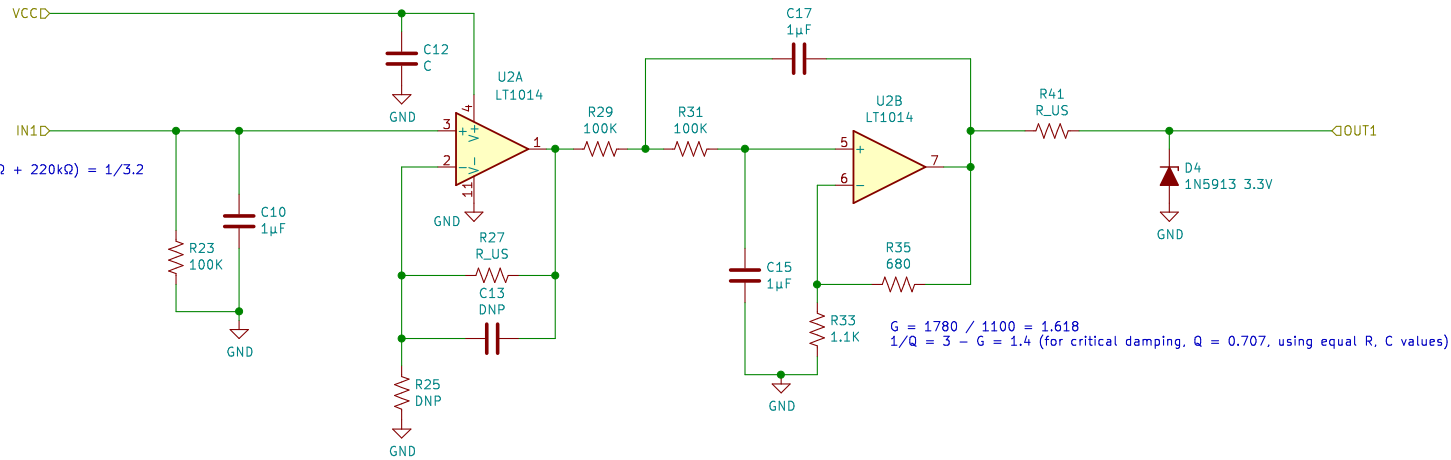 VCC
C12
C
GND
U2A
LT1014
4
V+
3
+
2
-
1
V-
11
GND
IN1
Ω + 220kΩ) = 1/3.2
C10
1µF
R23
100K
GND
R27
R_US
C13
DNP
R25
DNP
GND
R29
100K
R31
100K
C17
1µF
U2B
LT1014
5
+
6
-
7
C15
1µF
R35
680
R33
1.1K
GND
G = 1780 / 1100 = 1.618
1/Q = 3 - G = 1.4 (for critical damping, Q = 0.707, using equal R, C values)
R41
R_US
OUT1
D4
1N5913 3.3V
GND